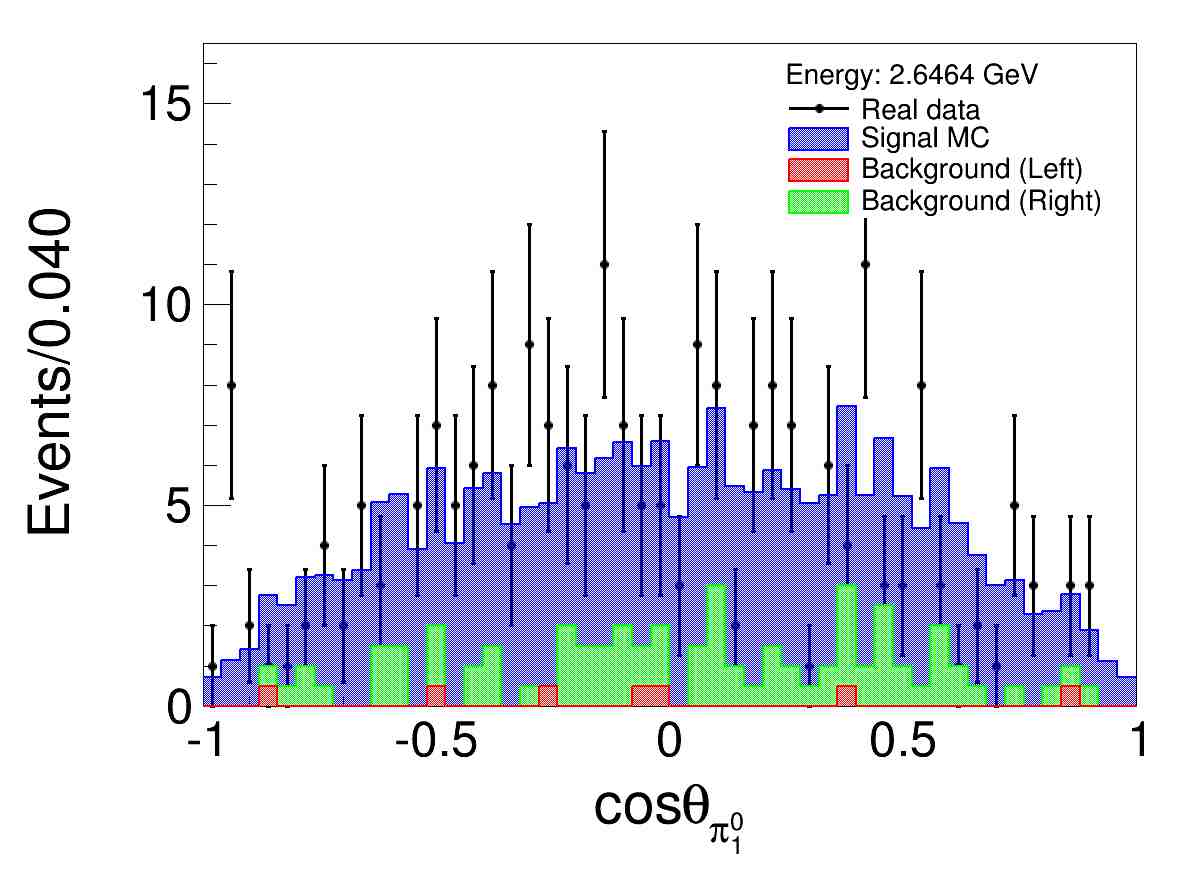 Energy: 2.6464 GeV
Real data
Signal MC
Background (Left)
Background (Right)
Events/0.040
15
10
5
0
-1 -0.5 0 0.5 1
cosθπ⁰₁